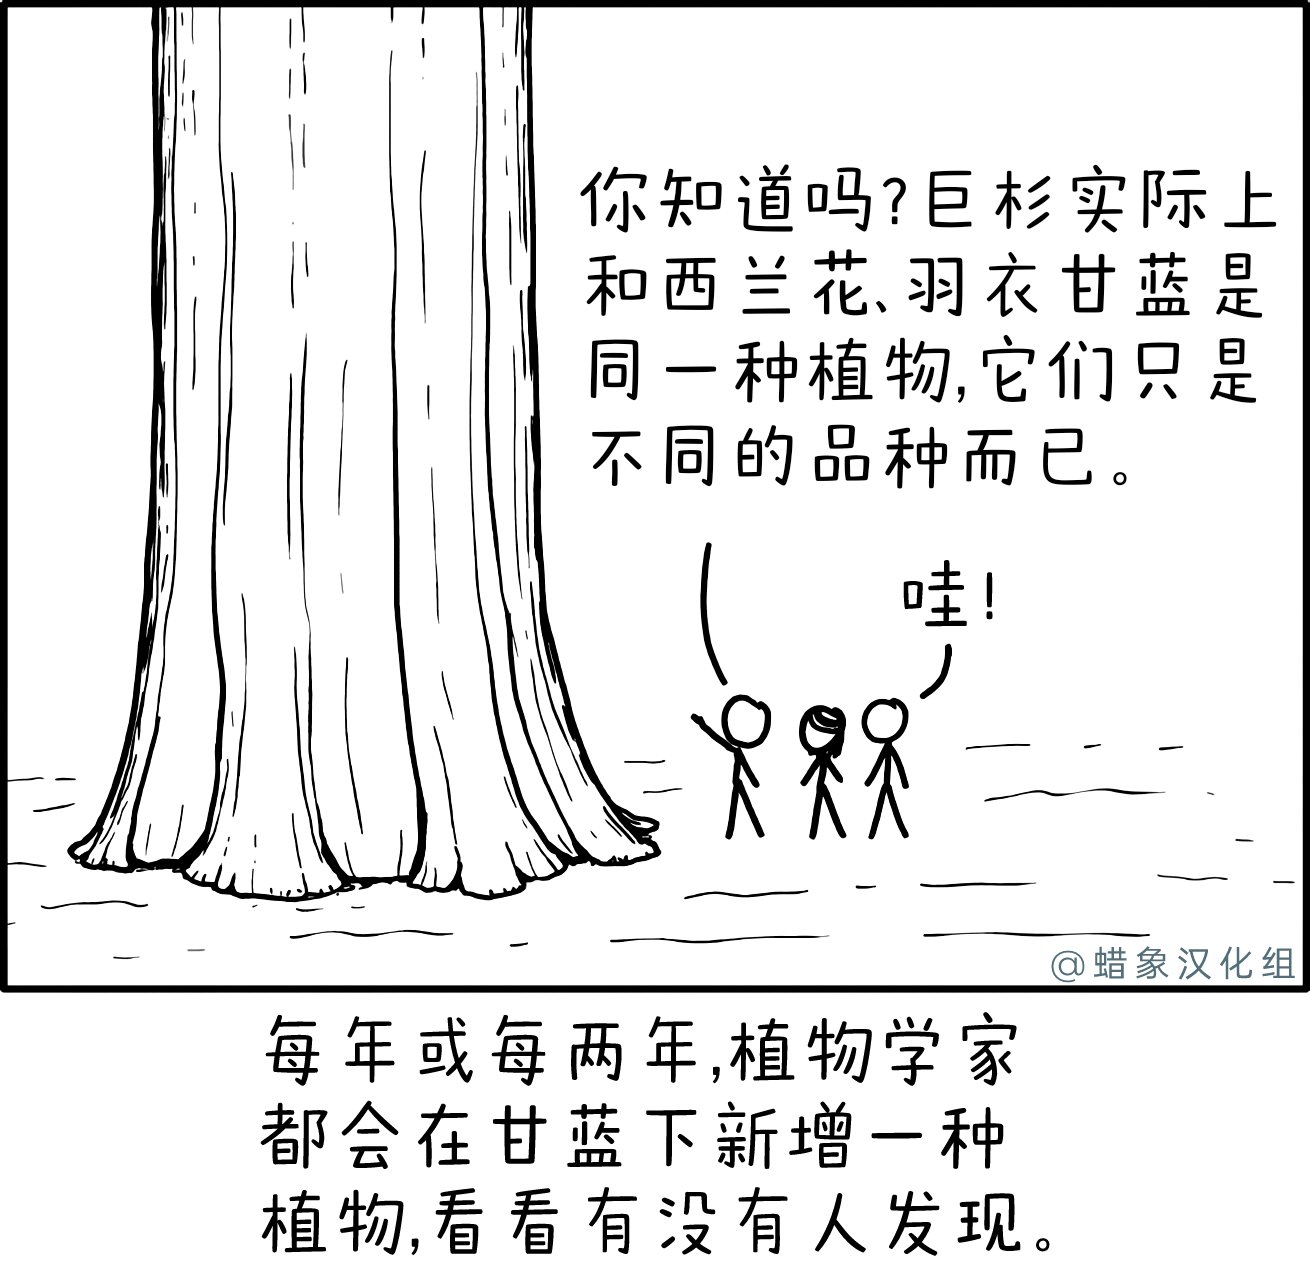 你知道吗?巨杉实际上
和西兰花、羽衣甘蓝是
同一种植物,它们只是
不同的品种而已。
哇!
@蜡象汉化组
每年或每两年,植物学家
都会在甘蓝下新增一种
植物,看看有没有人发现。